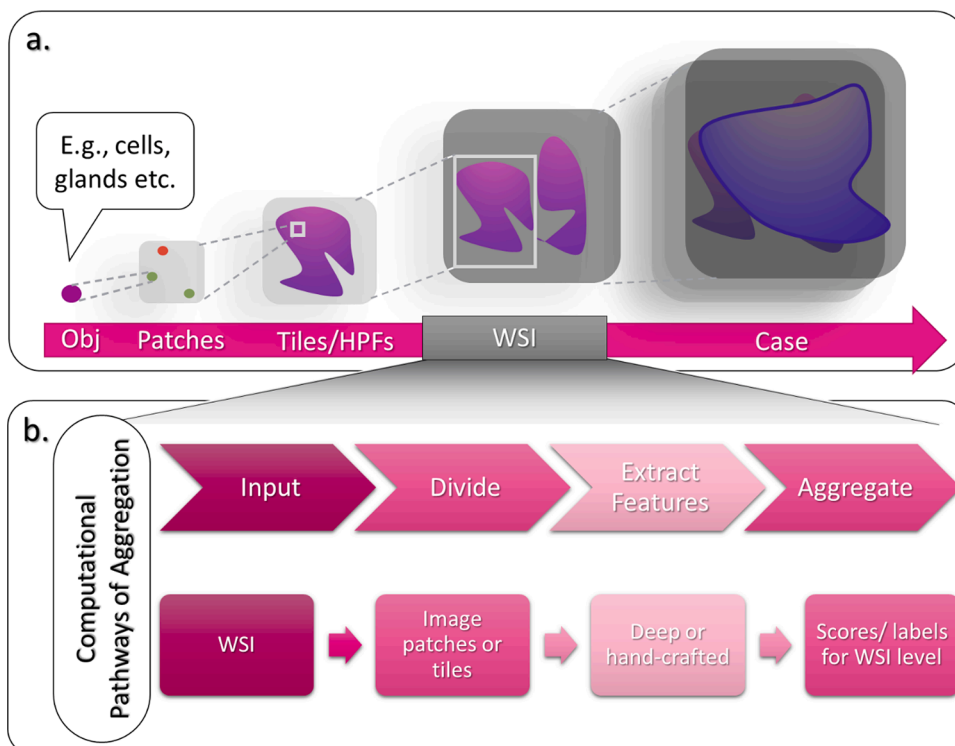 a.
E.g., cells,
glands etc.
Obj
Patches
Tiles/HPFs
WSI
Case
b.
Computational
Pathways of Aggregation
Input
Divide
Extract
Features
Aggregate
WSI
Image
patches or
tiles
Deep or
hand-crafted
Scores/ labels
for WSI level